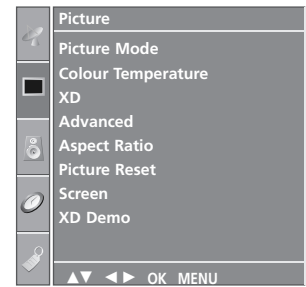 Picture
Picture Mode
Colour Temperature
XD
Advanced
Aspect Ratio
Picture Reset
Screen
XD Demo
▲▼ ◄► OK MENU